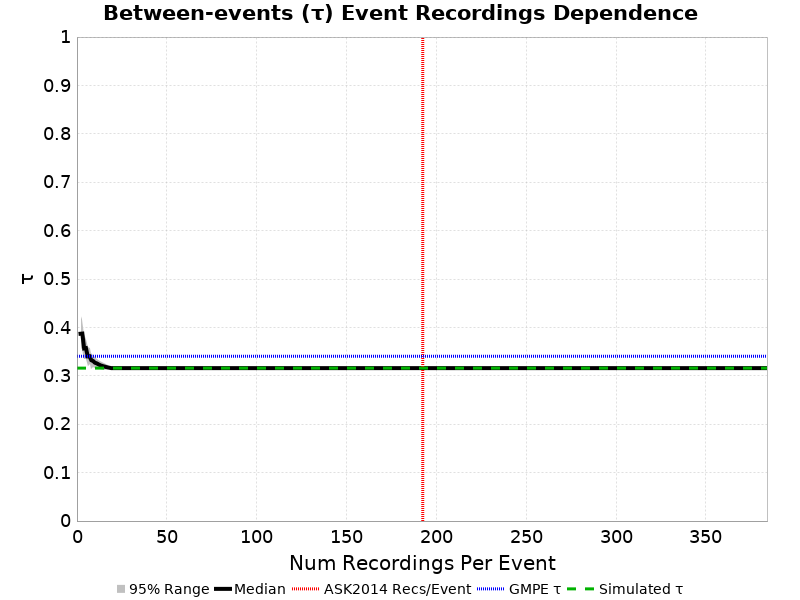 Between-events (τ) Event Recordings Dependence
1
0.9
0.8
0.7
0.6
0.5
0.4
0.3
0.2
0.1
0
τ
0 50 100 150 200 250 300 350
Num Recordings Per Event
95% Range Median ASK2014 Recs/Event GMPE τ Simulated τ